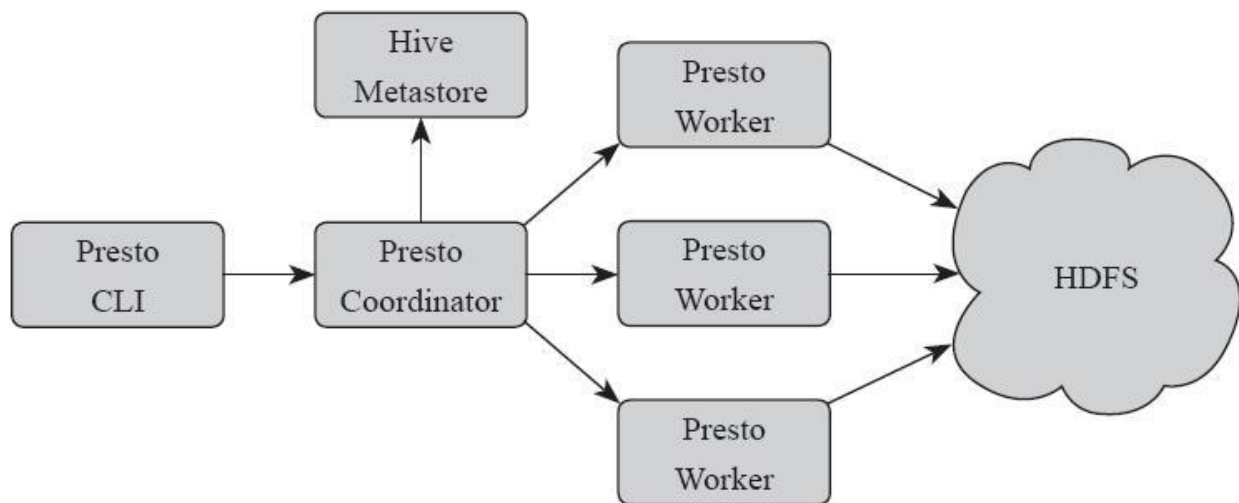 Hive
Metastore
Presto
Worker
Presto
CLI
Presto
Coordinator
Presto
Worker
HDFS
Presto
Worker